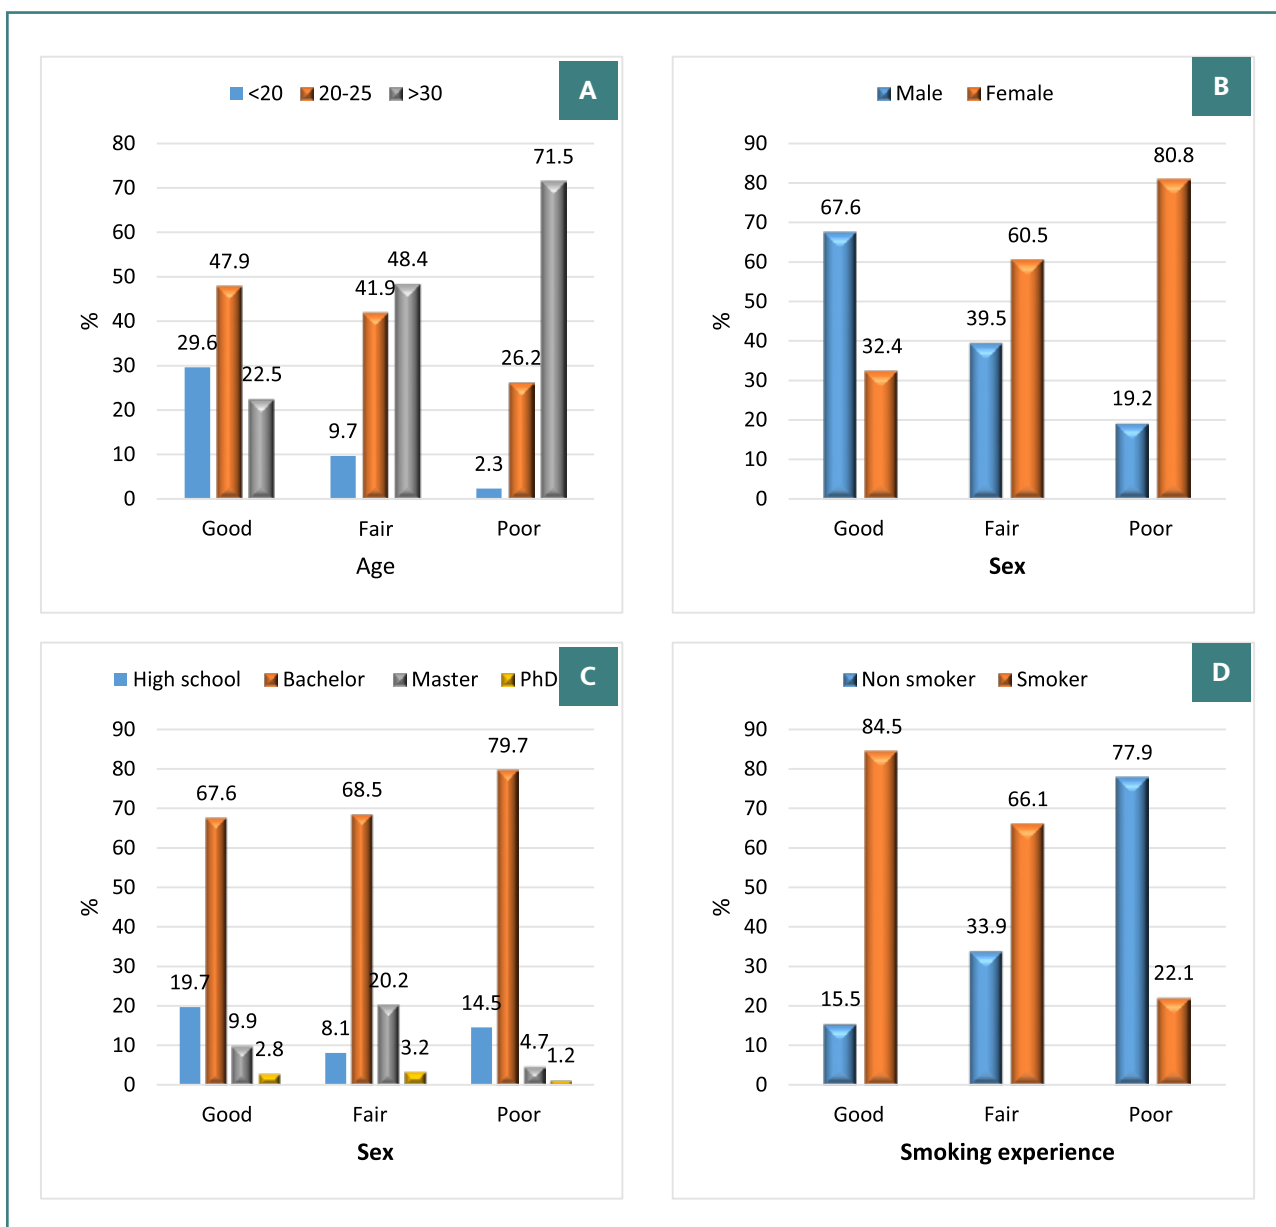 <20 20-25 >30 A
80
70
60
50
40
30
20
10
0
%
29.6 47.9 22.5
9.7 41.9 48.4
2.3 26.2 71.5
Good Fair Poor
Age
Male Female B
90
80
70
60
50
40
30
20
10
0
%
67.6 32.4
39.5 60.5
19.2 80.8
Good Fair Poor
Sex
High school Bachelor Master PhD C
90
80
70
60
50
40
30
20
10
0
%
19.7 67.6 9.9 2.8
8.1 68.5 20.2 3.2
14.5 79.7 4.7 1.2
Good Fair Poor
Sex
Non smoker Smoker D
90
80
70
60
50
40
30
20
10
0
%
15.5 84.5
33.9 66.1
77.9 22.1
Good Fair Poor
Smoking experience